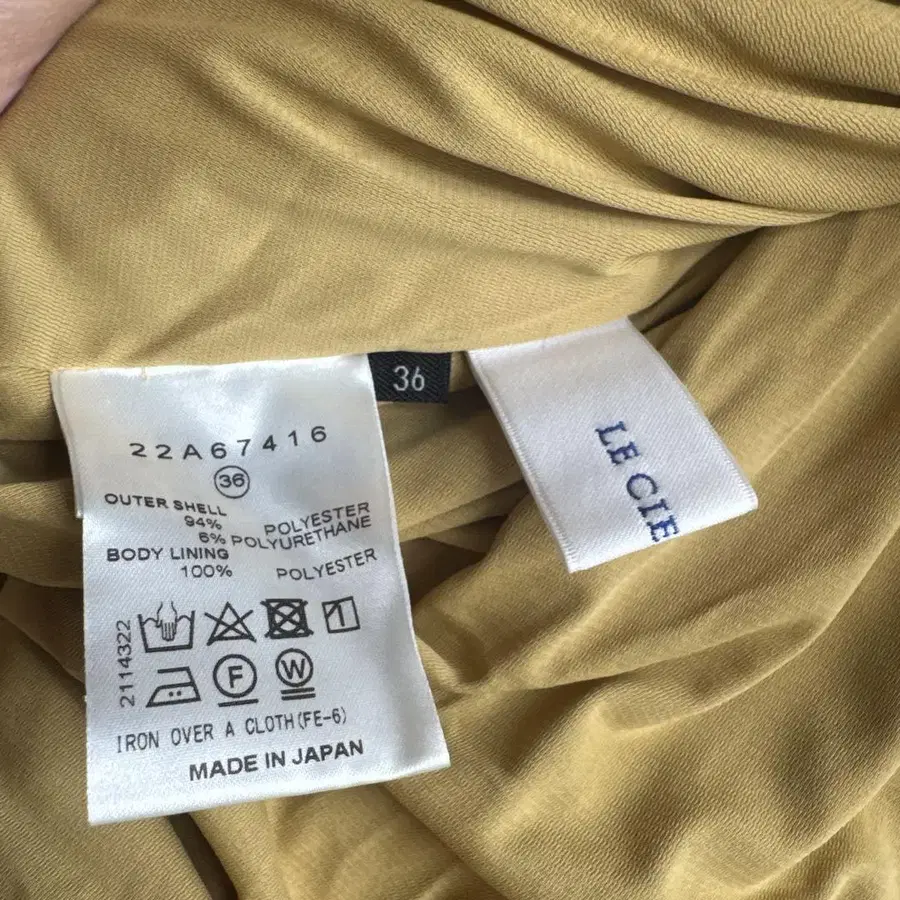 36
22A67416
36
OUTER SHELL
94% POLYESTER
6% POLYURETHANE
BODY LINING
100% POLYESTER
2114322
F W
IRON OVER A CLOTH(FE-6)
MADE IN JAPAN
LE CIE